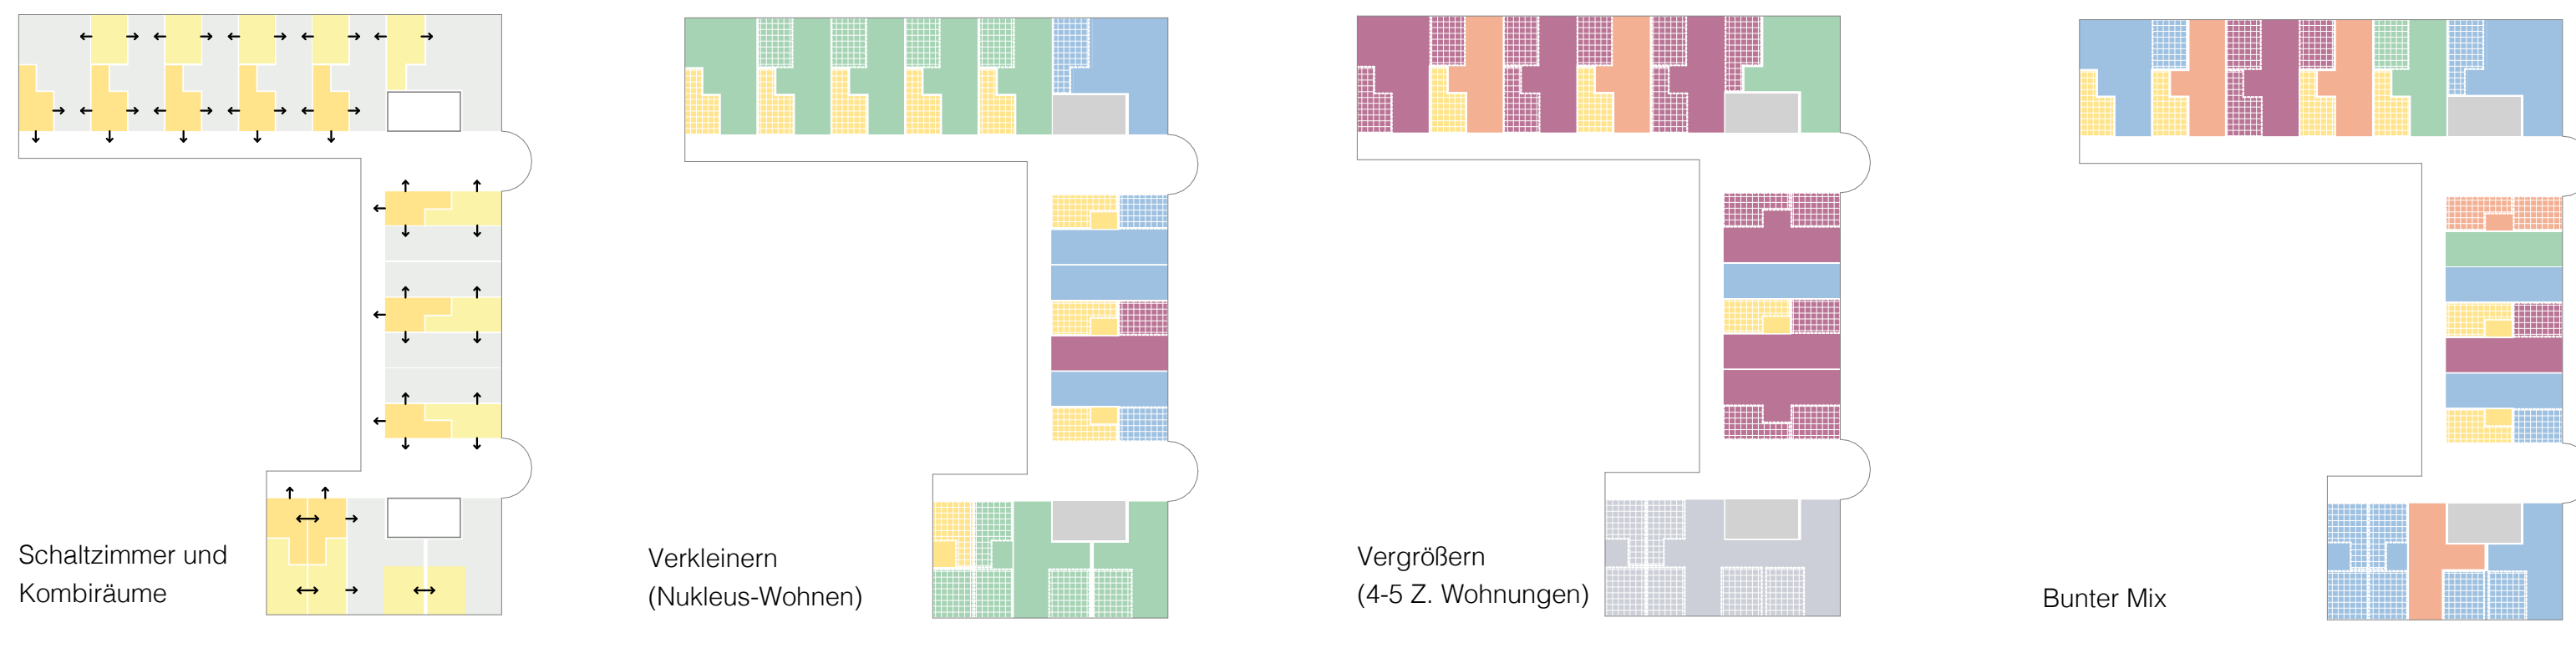 Schaltzimmer und
Kombiräume
Verkleinern
(Nukleus-Wohnen)
Vergrößern
(4-5 Z. Wohnungen)
Bunter Mix